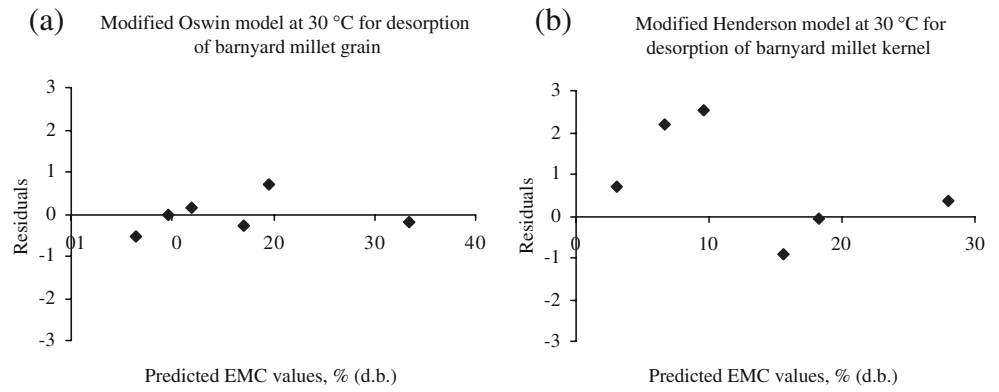 (a)
Modified Oswin model at 30 °C for desorption
of barnyard millet grain
3
2
1
0
-1
-2
-3
Residuals
01 0 20 30 40
Predicted EMC values, % (d.b.)
(b)
Modified Henderson model at 30 °C for
desorption of barnyard millet kernel
3
2
1
0
-1
-2
-3
Residuals
0 10 20 30
Predicted EMC values, % (d.b.)